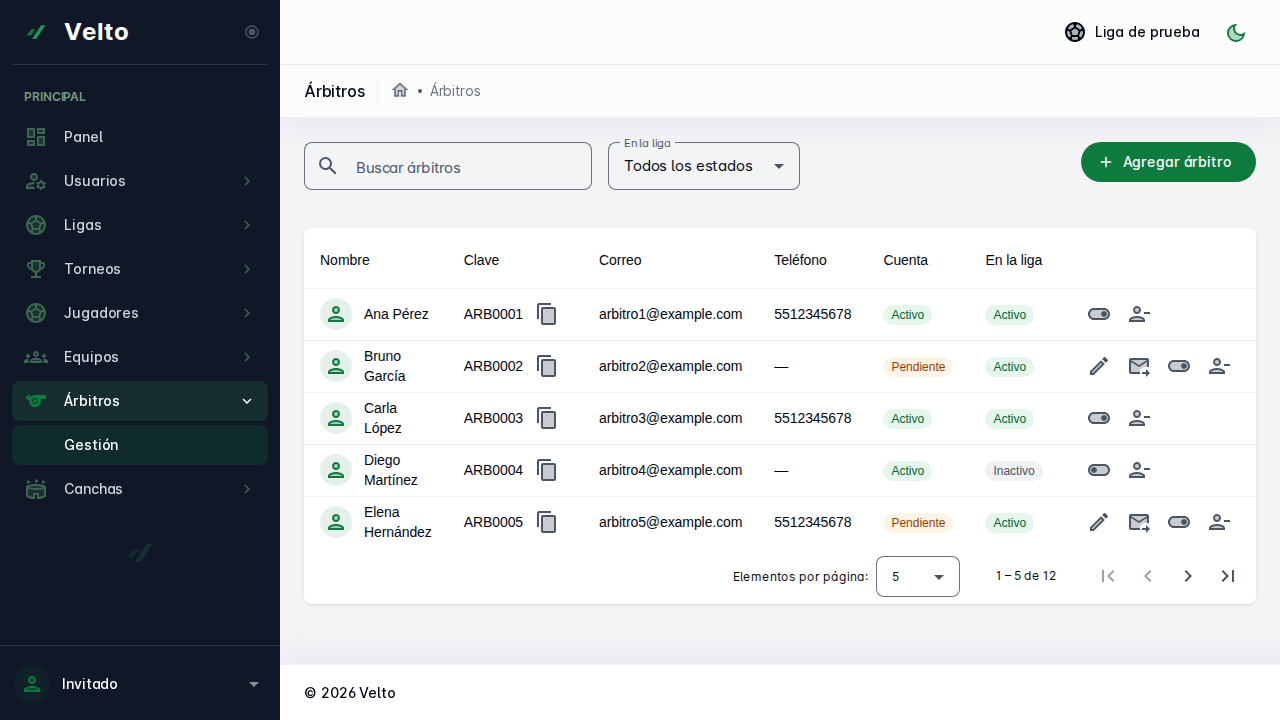 Velto
PRINCIPAL
Panel
Usuarios
Ligas
Torneos
Jugadores
Equipos
Árbitros
Gestión
Canchas
Invitado
Liga de prueba
Árbitros • Árbitros
Buscar árbitros
En la liga
Todos los estados
Agregar árbitro
Nombre Clave Correo Teléfono Cuenta En la liga
Ana Pérez ARB0001 arbitro1@example.com 5512345678 Activo Activo
Bruno García ARB0002 arbitro2@example.com — Pendiente Activo
Carla López ARB0003 arbitro3@example.com 5512345678 Activo Activo
Diego Martínez ARB0004 arbitro4@example.com — Activo Inactivo
Elena Hernández ARB0005 arbitro5@example.com 5512345678 Pendiente Activo
Elementos por página: 5 1 – 5 de 12
© 2026 Velto